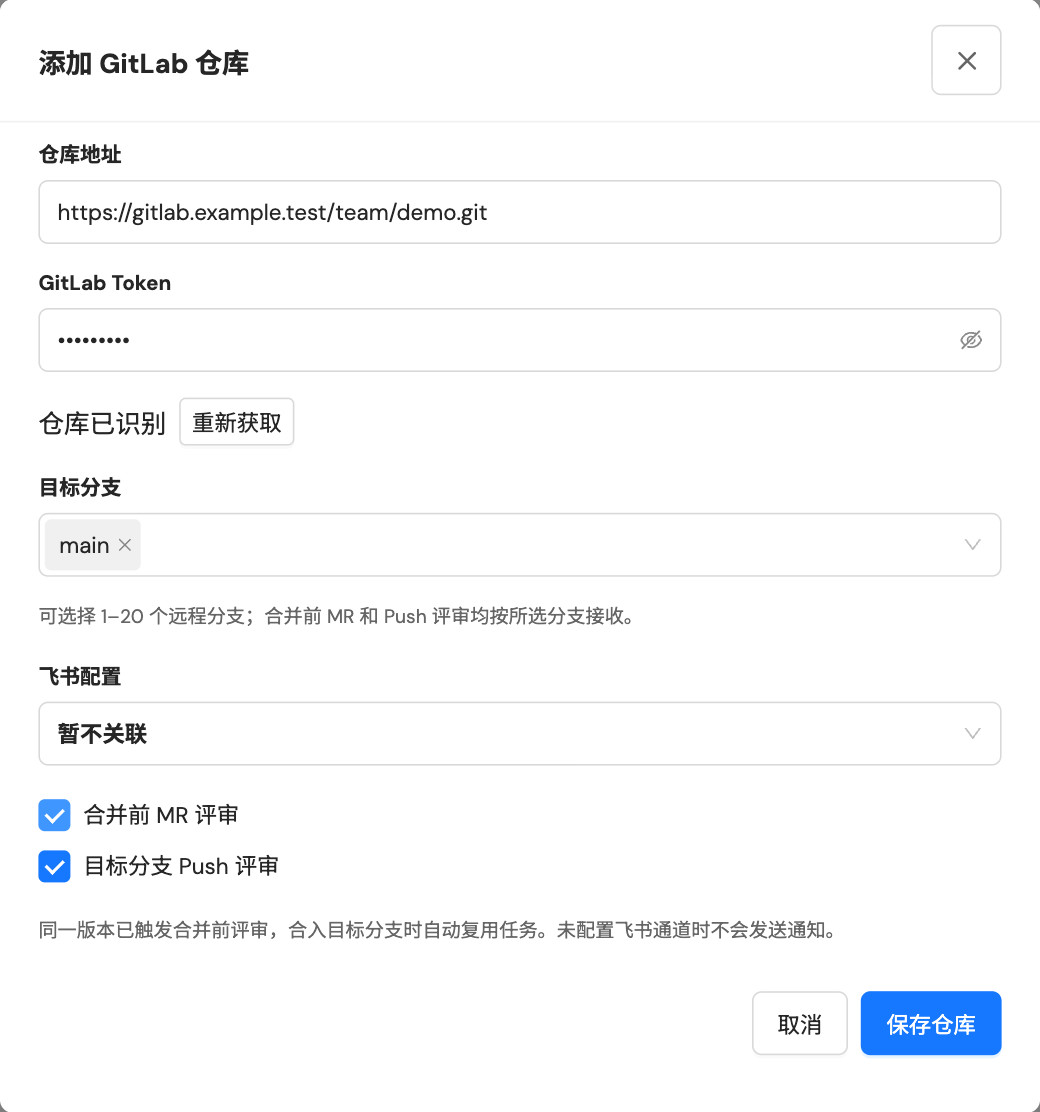 添加 GitLab 仓库
仓库地址
https://gitlab.example.test/team/demo.git
GitLab Token
•••••••••
仓库已识别 重新获取
目标分支
main
可选择 1–20 个远程分支；合并前 MR 和 Push 评审均按所选分支接收。
飞书配置
暂不关联
合并前 MR 评审
目标分支 Push 评审
同一版本已触发合并前评审，合入目标分支时自动复用任务。未配置飞书通道时不会发送通知。
取消 保存仓库